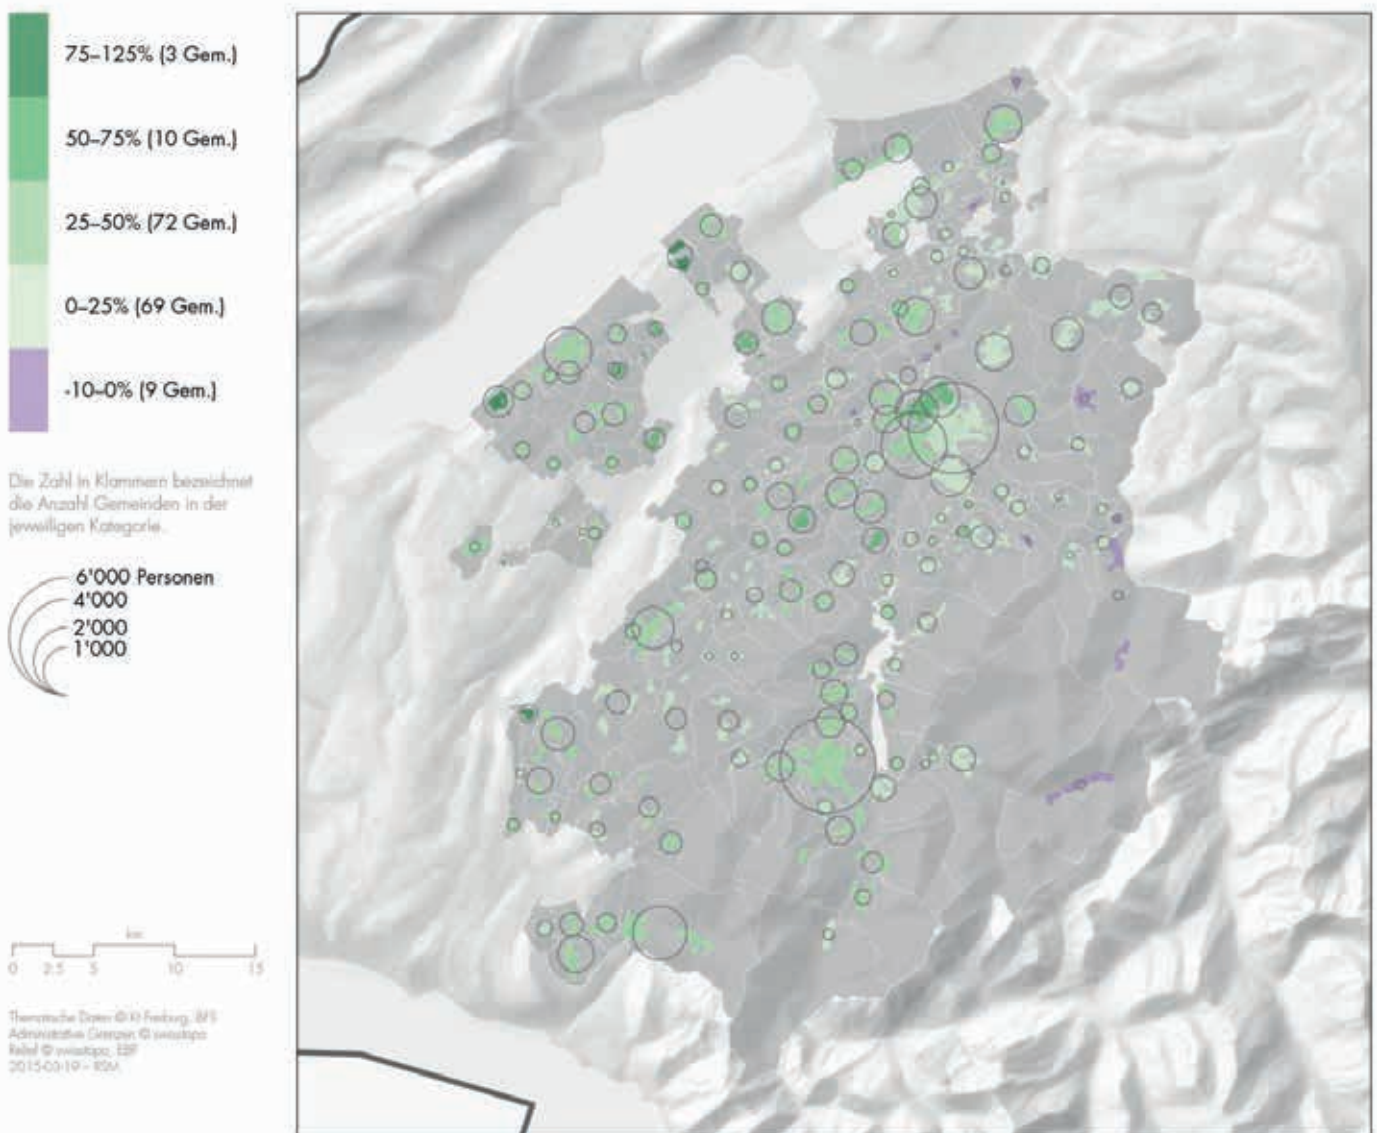 75–125% (3 Gem.)
50–75% (10 Gem.)
25–50% (72 Gem.)
0–25% (69 Gem.)
-10–0% (9 Gem.)
Die Zahl in Klammern bezeichnet
die Anzahl Gemeinden in der
jeweiligen Kategorie.
6'000 Personen
4'000
2'000
1'000
km
0 2.5 5 10 15
Thematische Daten © Kt Freiburg, BFS
Administrative Grenzen © swisstopo
Relief © swisstopo, EBP
2015-03-19 – RSM